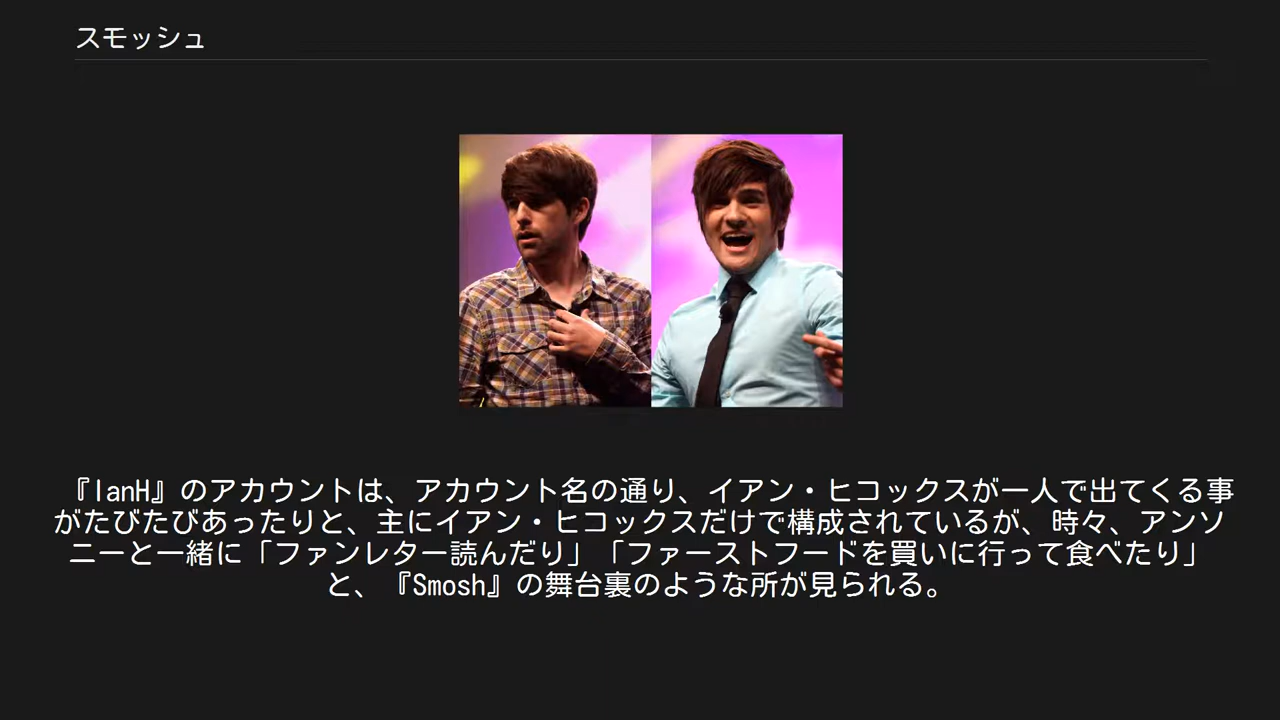 スモッシュ
『IanH』のアカウントは、アカウント名の通り、イアン・ヒコックスが一人で出てくる事
がたびたびあったりと、主にイアン・ヒコックスだけで構成されているが、時々、アンソ
ニーと一緒に「ファンレター読んだり」「ファーストフードを買いに行って食べたり」
と、『Smosh』の舞台裏のような所が見られる。